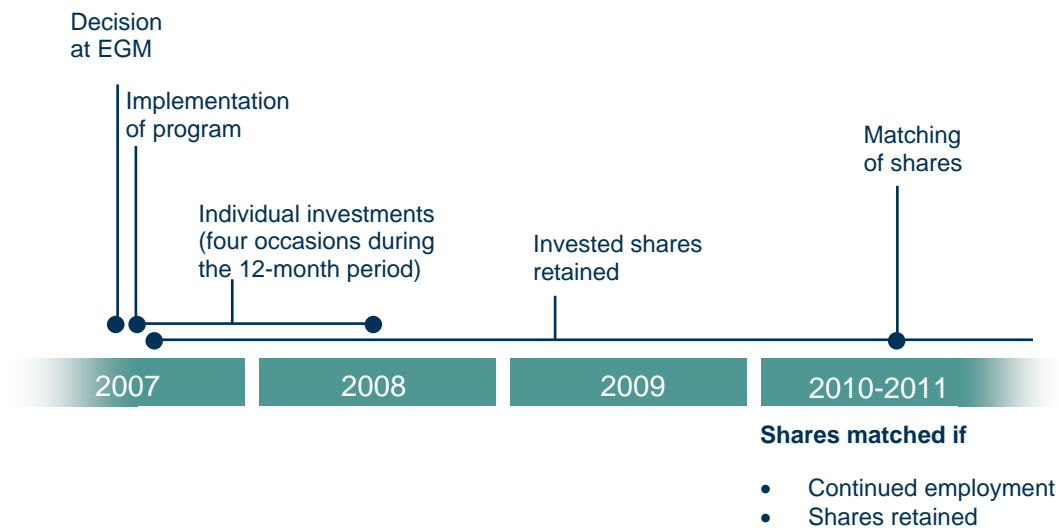 Decision
at EGM
Implementation
of program
Matching
of shares
Individual investments
(four occasions during
the 12-month period)
Invested shares
retained
2007
2008
2009
2010-2011
Shares matched if
• Continued employment
• Shares retained